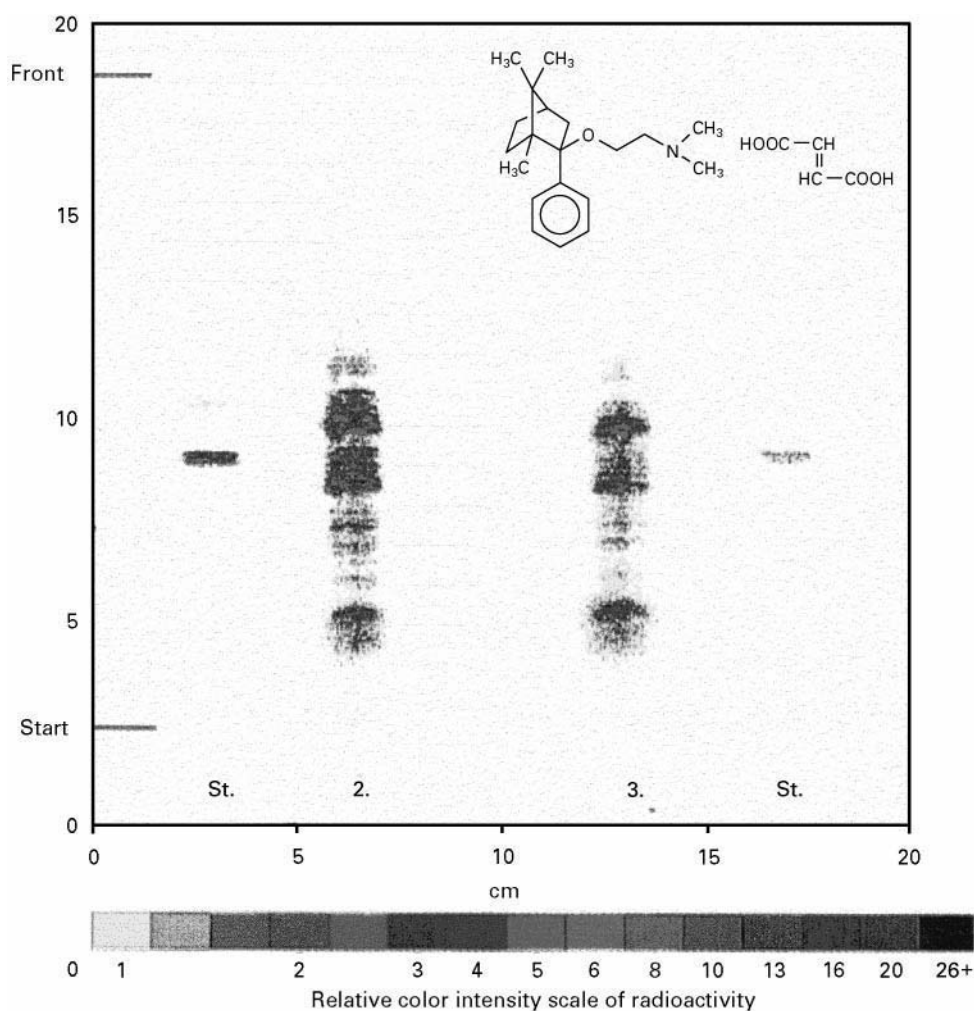 20
Front
H₃C CH₃
O
CH₃
HOOC CH
N
CH₃
CH₃
HC COOH
15
10
5
Start
St. 2. 3. St.
0
0 5 10 15 20
cm
0 1 2 3 4 5 6 8 10 13 16 20 26+
Relative color intensity scale of radioactivity